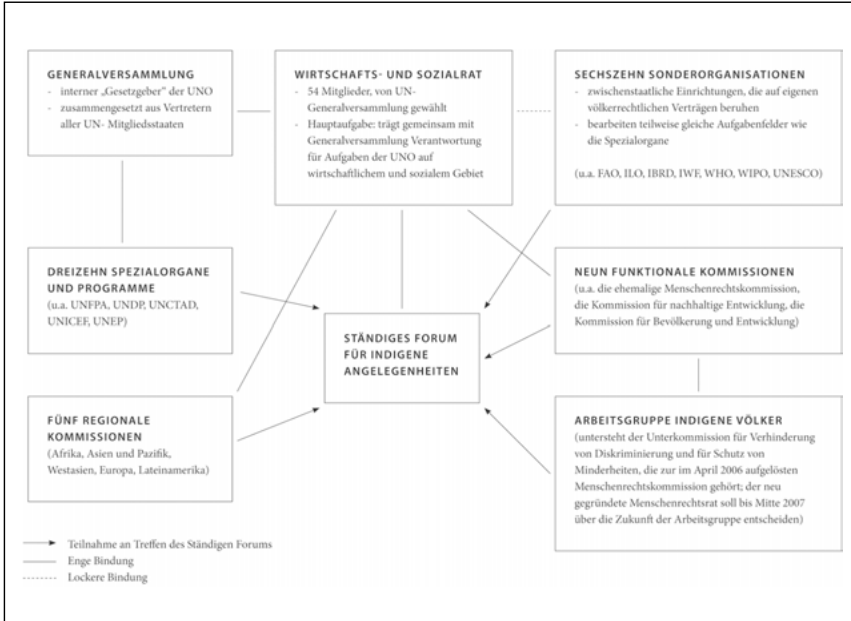 GENERALVERSAMMLUNG
- interner „Gesetzgeber“ der UNO
- zusammengesetzt aus Vertretern
aller UN- Mitgliedsstaaten
WIRTSCHAFTS- UND SOZIALRAT
- 54 Mitglieder, von UN-
Generalversammlung gewählt
- Hauptaufgabe: trägt gemeinsam mit
Generalversammlung Verantwortung
für Aufgaben der UNO auf
wirtschaftlichem und sozialem Gebiet
SECHSZEHN SONDERORGANISATIONEN
- zwischenstaatliche Einrichtungen, die auf eigenen
völkerrechtlichen Verträgen beruhen
- bearbeiten teilweise gleiche Aufgabenfelder wie
die Spezialorgane
(u.a. FAO, ILO, IBRD, IWF, WHO, WIPO, UNESCO)
DREIZEHN SPEZIALORGANE
UND PROGRAMME
(u.a. UNFPA, UNDP, UNCTAD,
UNICEF, UNEP)
STÄNDIGES FORUM
FÜR INDIGENE
ANGELEGENHEITEN
NEUN FUNKTIONALE KOMMISSIONEN
(u.a. die ehemalige Menschenrechtskommission,
die Kommission für nachhaltige Entwicklung, die
Kommission für Bevölkerung und Entwicklung)
FÜNF REGIONALE
KOMMISSIONEN
(Afrika, Asien und Pazifik,
Westasien, Europa, Lateinamerika)
ARBEITSGRUPPE INDIGENE VÖLKER
(untersteht der Unterkommission für Verhinderung
von Diskriminierung und für Schutz von
Minderheiten, die zur im April 2006 aufgelösten
Menschenrechtskommission gehört; der neu
gegründete Menschenrechtsrat soll bis Mitte 2007
über die Zukunft der Arbeitsgruppe entscheiden)
Teilnahme an Treffen des Ständigen Forums
Enge Bindung
Lockere Bindung